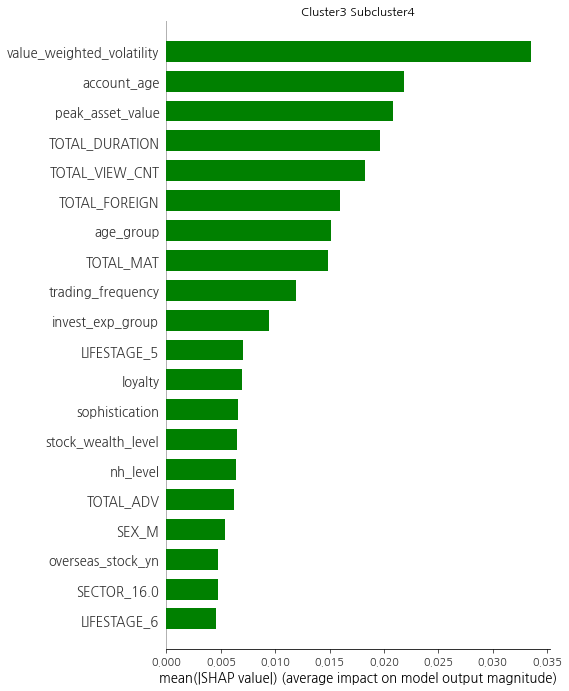 Cluster3 Subcluster4
value_weighted_volatility
account_age
peak_asset_value
TOTAL_DURATION
TOTAL_VIEW_CNT
TOTAL_FOREIGN
age_group
TOTAL_MAT
trading_frequency
invest_exp_group
LIFESTAGE_5
loyalty
sophistication
stock_wealth_level
nh_level
TOTAL_ADV
SEX_M
overseas_stock_yn
SECTOR_16.0
LIFESTAGE_6
0.000 0.005 0.010 0.015 0.020 0.025 0.030 0.035
mean(|SHAP value|) (average impact on model output magnitude)